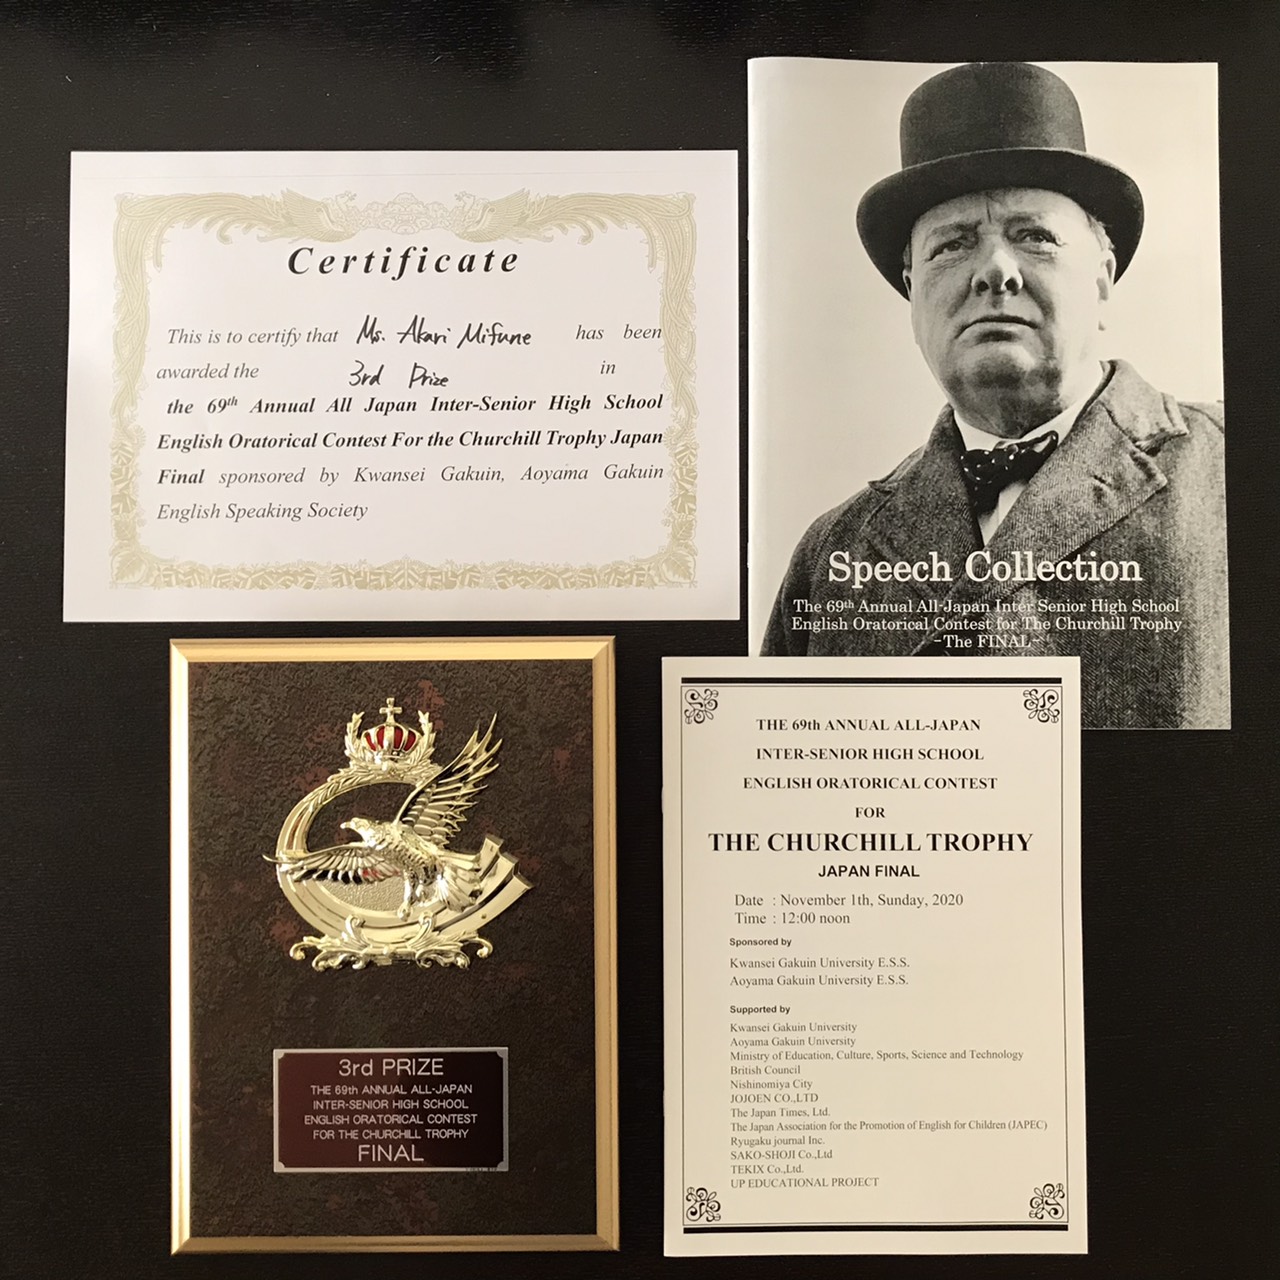 Certificate
This is to certify that Ms. Akari Mifune has been
awarded the 3rd Prize in
the 69th Annual All Japan Inter-Senior High School
English Oratorical Contest For the Churchill Trophy Japan
Final sponsored by Kwansei Gakuin, Aoyama Gakuin
English Speaking Society
Speech Collection
The 69th Annual All-Japan Inter Senior High School
English Oratorical Contest for The Churchill Trophy
-The FINAL-
3rd PRIZE
THE 69th ANNUAL ALL-JAPAN
INTER-SENIOR HIGH SCHOOL
ENGLISH ORATORICAL CONTEST
FOR THE CHURCHILL TROPHY
FINAL
THE 69th ANNUAL ALL-JAPAN
INTER-SENIOR HIGH SCHOOL
ENGLISH ORATORICAL CONTEST
FOR
THE CHURCHILL TROPHY
JAPAN FINAL
Date : November 1th, Sunday, 2020
Time : 12:00 noon
Sponsored by
Kwansei Gakuin University E.S.S.
Aoyama Gakuin University E.S.S.
Supported by
Kwansei Gakuin University
Aoyama Gakuin University
Ministry of Education, Culture, Sports, Science and Technology
British Council
Nishinomiya City
JOJOEN CO.,LTD
The Japan Times, Ltd.
The Japan Association for the Promotion of English for Children (JAPEC)
Ryugaku journal Inc.
SAKO-SHOJI Co.,Ltd
TEKIX Co.,Ltd.
UP EDUCATIONAL PROJECT